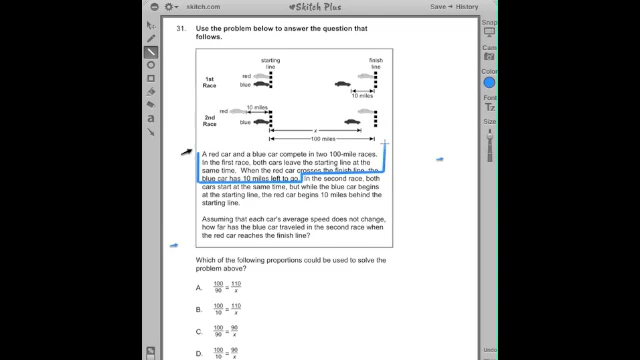 skitch.com
Skitch Plus
Save → History
Snap
Camera
Color
Font
Tz
Size
31. Use the problem below to answer the question that
follows.
starting
line
finish
line
1st
Race
red
blue
10 miles
2nd
Race
red
10 miles
blue
x
100 miles
A red car and a blue car compete in two 100-mile races.
In the first race, both cars leave the starting line at the
same time. When the red car crosses the finish line, the
blue car has 10 miles left to go. In the second race, both
cars start at the same time, but while the blue car begins
at the starting line, the red car begins 10 miles behind the
starting line.
Assuming that each car's average speed does not change,
how far has the blue car traveled in the second race when
the red car reaches the finish line?
Which of the following proportions could be used to solve the
problem above?
A. 100/90 = 110/x
B. 100/10 = 110/x
C. 100/90 = 90/x
D. 100/10 = 90/x